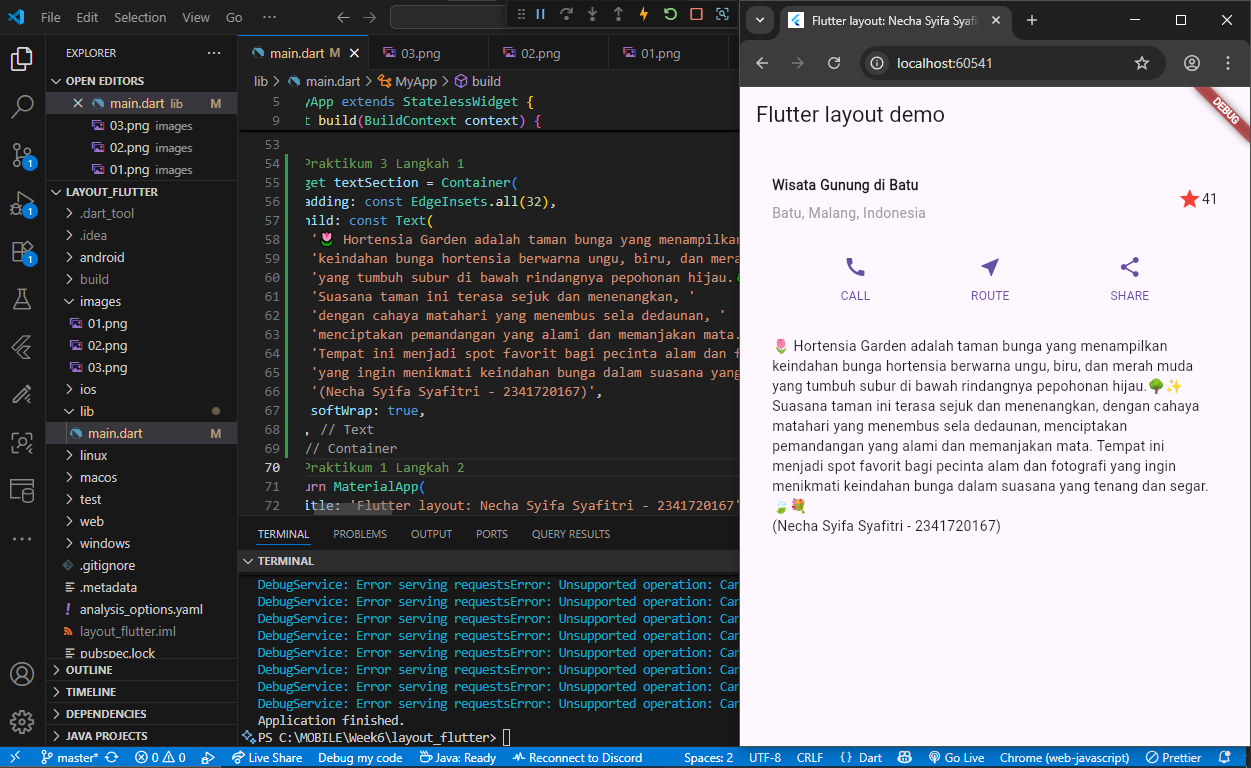 File Edit Selection View Go ···
EXPLORER ···
OPEN EDITORS
main.dart lib M
03.png images
02.png images
01.png images
LAYOUT_FLUTTER
.dart_tool
.idea
android
build
images
01.png
02.png
03.png
ios
lib
main.dart M
linux
macos
test
web
windows
.gitignore
.metadata
analysis_options.yaml
layout_flutter.iml
pubspec.lock
OUTLINE
TIMELINE
DEPENDENCIES
JAVA PROJECTS
1
1
1
main.dart M
03.png
02.png
01.png
lib > main.dart > MyApp > build
5 yApp extends StatelessWidget {
9 t build(BuildContext context) {
53
54 Praktikum 3 Langkah 1
55 get textSection = Container(
56 adding: const EdgeInsets.all(32),
57 hild: const Text(
58 '🌷 Hortensia Garden adalah taman bunga yang menampilkan
59 'keindahan bunga hortensia berwarna ungu, biru, dan mera
60 'yang tumbuh subur di bawah rindangnya pepohonan hijau.
61 'Suasana taman ini terasa sejuk dan menenangkan, '
62 'dengan cahaya matahari yang menembus sela dedaunan, '
63 'menciptakan pemandangan yang alami dan memanjakan mata.
64 'Tempat ini menjadi spot favorit bagi pecinta alam dan f
65 'yang ingin menikmati keindahan bunga dalam suasana yang
66 '(Necha Syifa Syafitri - 2341720167)',
67 softWrap: true,
68 , // Text
69 // Container
70 Praktikum 1 Langkah 2
71 urn MaterialApp(
72 itle: 'Flutter layout: Necha Syifa Syafitri - 2341720167'
TERMINAL PROBLEMS OUTPUT PORTS QUERY RESULTS
TERMINAL
DebugService: Error serving requestsError: Unsupported operation: Can
DebugService: Error serving requestsError: Unsupported operation: Can
DebugService: Error serving requestsError: Unsupported operation: Can
DebugService: Error serving requestsError: Unsupported operation: Can
DebugService: Error serving requestsError: Unsupported operation: Can
DebugService: Error serving requestsError: Unsupported operation: Can
DebugService: Error serving requestsError: Unsupported operation: Can
DebugService: Error serving requestsError: Unsupported operation: Can
Application finished.
PS C:\MOBILE\Week6\layout_flutter>
Flutter layout: Necha Syifa Syafi
localhost:60541
Flutter layout demo
DEBUG
Wisata Gunung di Batu
Batu, Malang, Indonesia
41
CALL ROUTE SHARE
🌷 Hortensia Garden adalah taman bunga yang menampilkan
keindahan bunga hortensia berwarna ungu, biru, dan merah muda
yang tumbuh subur di bawah rindangnya pepohonan hijau.🌳✨
Suasana taman ini terasa sejuk dan menenangkan, dengan cahaya
matahari yang menembus sela dedaunan, menciptakan
pemandangan yang alami dan memanjakan mata. Tempat ini
menjadi spot favorit bagi pecinta alam dan fotografi yang ingin
menikmati keindahan bunga dalam suasana yang tenang dan segar.
🍃💐
(Necha Syifa Syafitri - 2341720167)
master* 0 0 Live Share Debug my code Java: Ready Reconnect to Discord Spaces: 2 UTF-8 CRLF {} Dart Go Live Chrome (web-javascript) Prettier